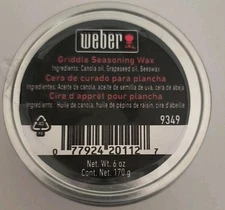 weber
Griddle Seasoning Wax
Ingredients: Canola oil, Grapeseed oil, Beeswax
Cera de curado para plancha
Ingredientes: Aceite de canola, aceite de semilla de uva, cera de abeja
Cire d'apprêt pour plancha
Ingrédients : Huile de canola, huile de pépins de raisin, cire d'abeille
9349
0 77924 20112 7
Net. Wt. 6 oz
Cont. Net. 170 g